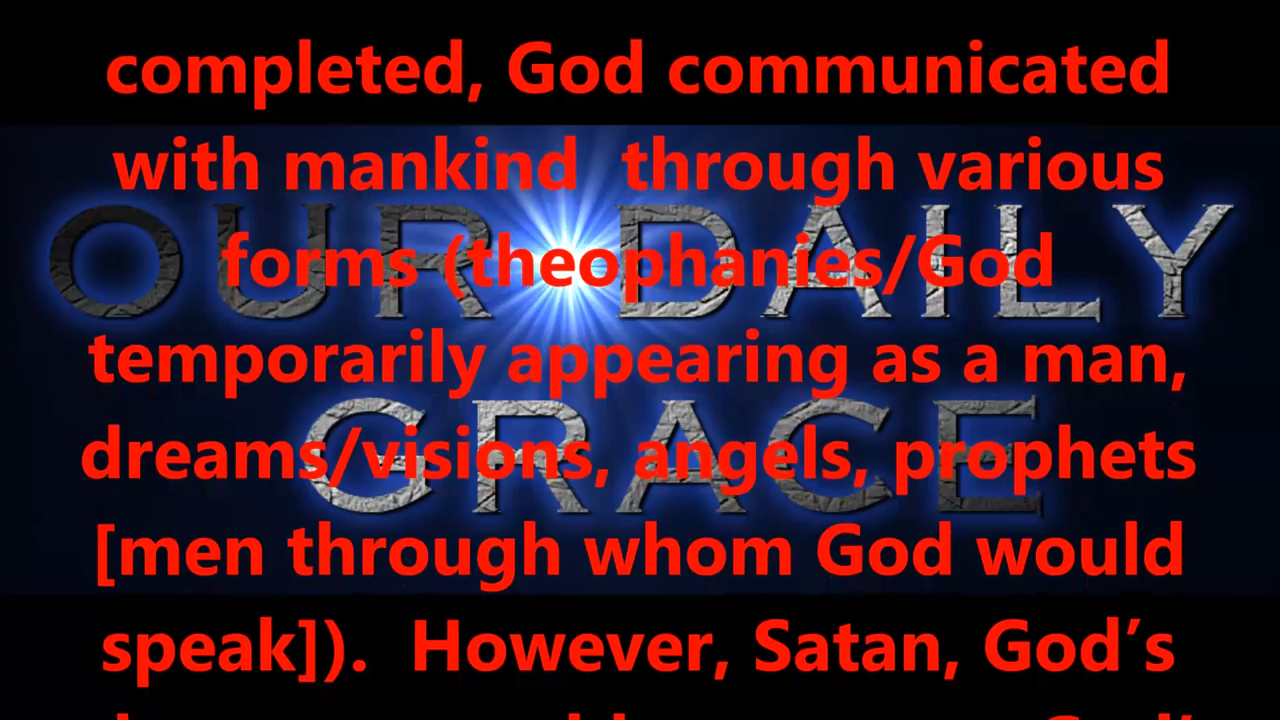 completed, God communicated
with mankind  through various
forms (theophanies/God
temporarily appearing as a man,
dreams/visions, angels, prophets
[men through whom God would
speak]).  However, Satan, God’s
OUR DAILY
GRACE